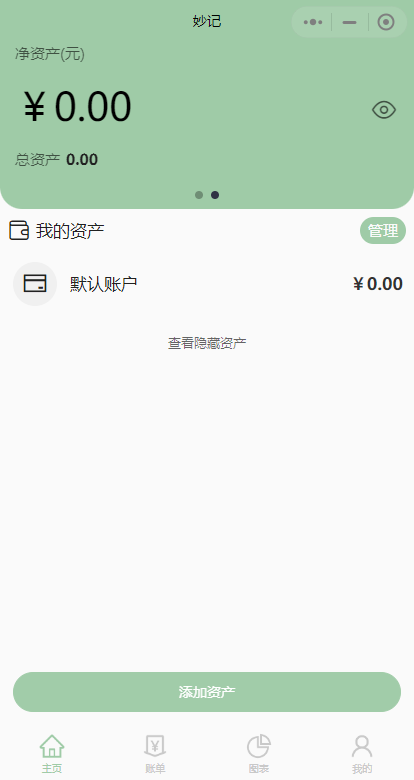 妙记
净资产(元)
¥ 0.00
总资产 0.00
我的资产
管理
默认账户
¥ 0.00
查看隐藏资产
添加资产
主页
账单
图表
我的